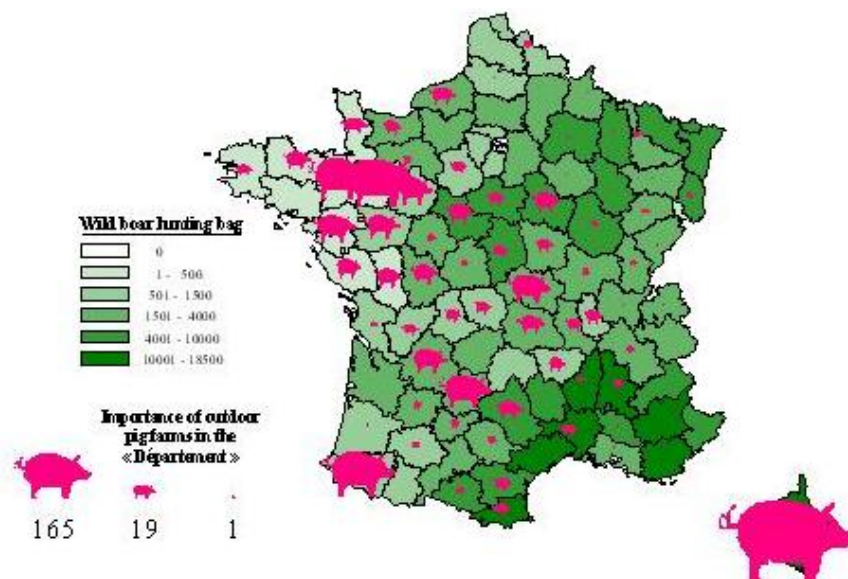 Wild boar hunting bag
0
1 - 500
501 - 1500
1501 - 4000
4001 - 10000
10001 - 18500
Importance of outdoor
pigfarms in the
«Département»
165 19 1